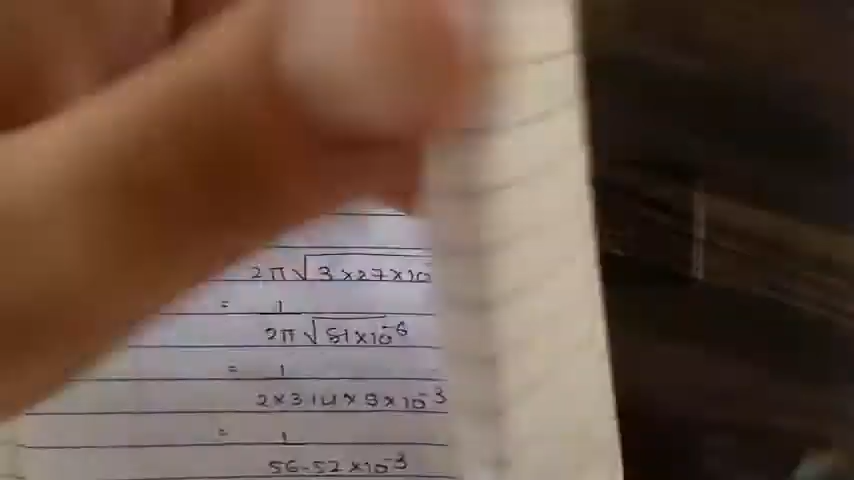 2π√3×27×10
= 1
2π√81×10⁻⁶
= 1
2×3.14×9×10⁻³
= 1
56.52×10⁻³